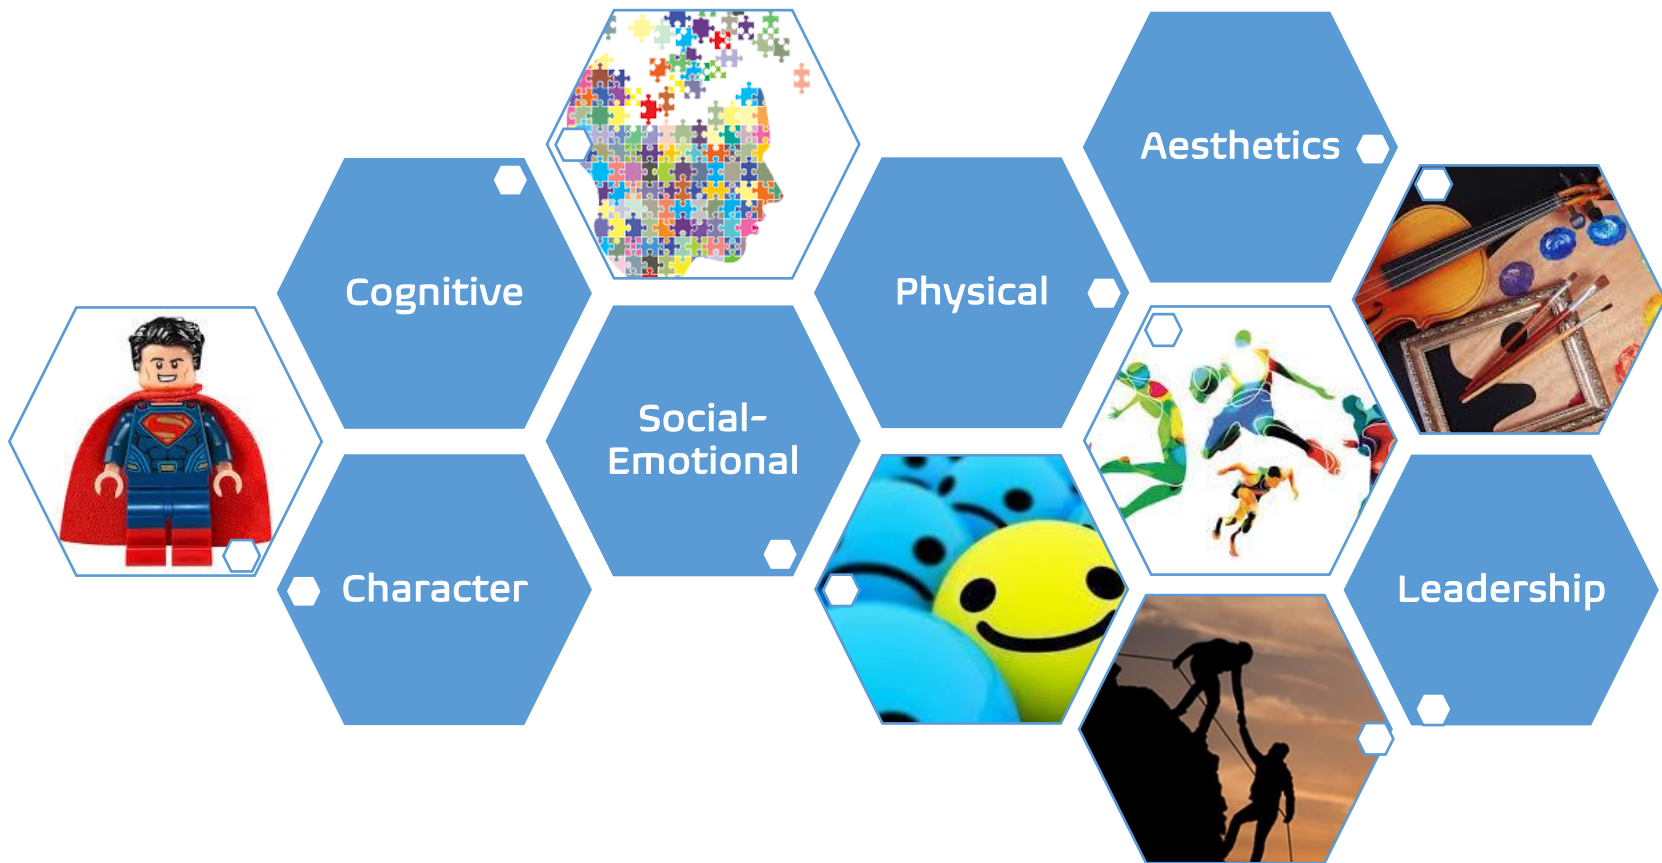 Aesthetics
Cognitive
Physical
Social-
Emotional
Character
Leadership